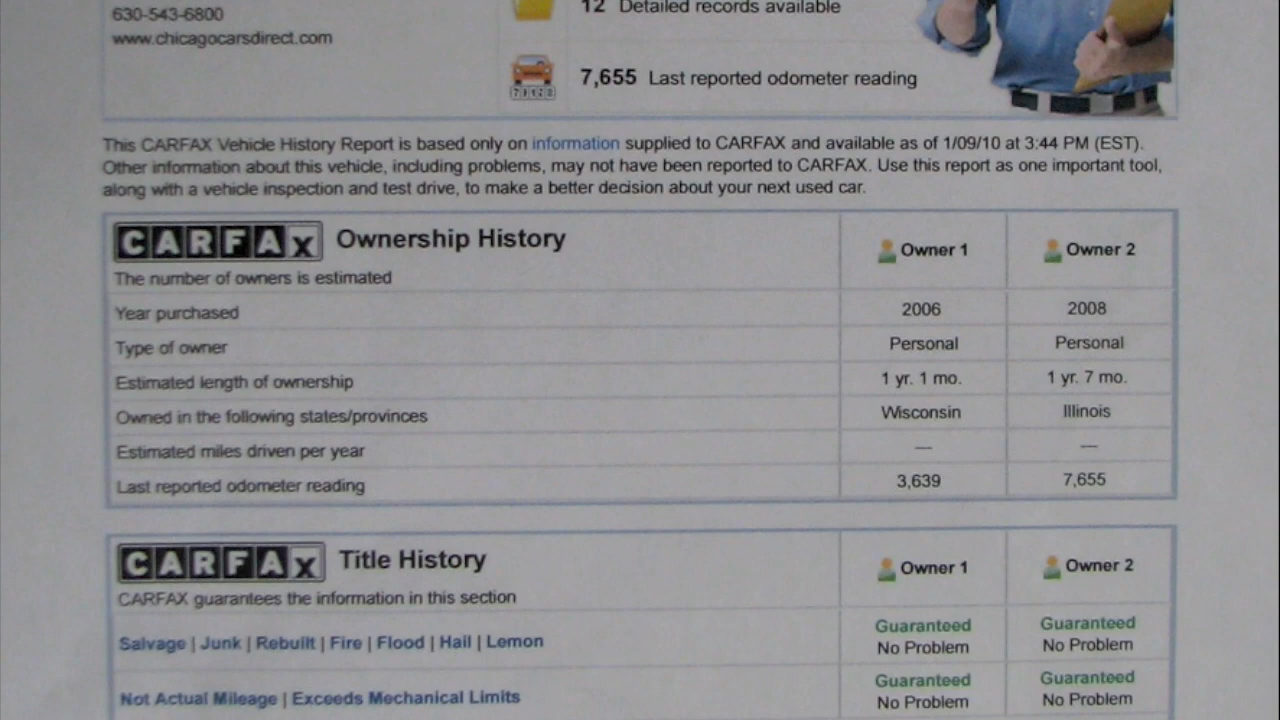 630-543-6800
www.chicagocarsdirect.com
12 Detailed records available
7,655 Last reported odometer reading
This CARFAX Vehicle History Report is based only on information supplied to CARFAX and available as of 1/09/10 at 3:44 PM (EST).
Other information about this vehicle, including problems, may not have been reported to CARFAX. Use this report as one important tool,
along with a vehicle inspection and test drive, to make a better decision about your next used car.
CARFAX Ownership History Owner 1 Owner 2
The number of owners is estimated
Year purchased 2006 2008
Type of owner Personal Personal
Estimated length of ownership 1 yr. 1 mo. 1 yr. 7 mo.
Owned in the following states/provinces Wisconsin Illinois
Estimated miles driven per year — —
Last reported odometer reading 3,639 7,655
CARFAX Title History Owner 1 Owner 2
CARFAX guarantees the information in this section
Salvage | Junk | Rebuilt | Fire | Flood | Hail | Lemon Guaranteed No Problem Guaranteed No Problem
Not Actual Mileage | Exceeds Mechanical Limits Guaranteed No Problem Guaranteed No Problem